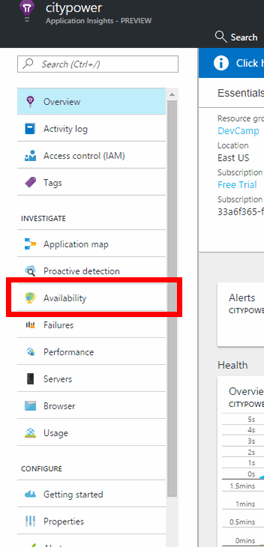 citypower
Application Insights - PREVIEW
Search
Search (Ctrl+/)
Click h
Overview
Activity log
Access control (IAM)
Tags
INVESTIGATE
Application map
Proactive detection
Availability
Failures
Performance
Servers
Browser
Usage
CONFIGURE
Getting started
Properties
Essentials
Resource gro
DevCamp
Location
East US
Subscription
Free Trial
Subscription
33a6f365-f
Alerts
CITYPOWE
Health
Overvie
CITYPOWE
5s
4s
3s
2s
1s
0s
1.5mins
1mins
0.5mins
0mins